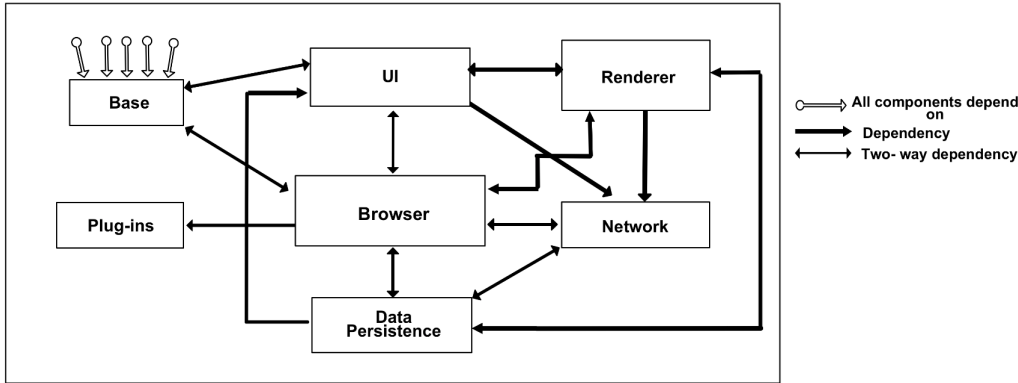 UI
Renderer
Base
Browser
Plug-ins
Network
Data
Persistence
All components depend
on
Dependency
Two- way dependency